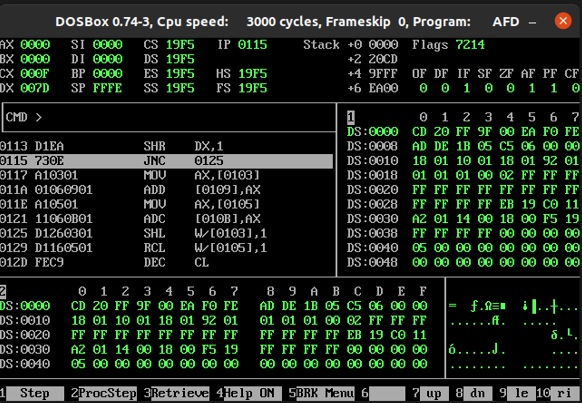 DOSBox 0.74-3, Cpu speed: 3000 cycles, Frameskip 0, Program: AFD
AX 0000 SI 0000 CS 19F5 IP 0115 Stack +0 0000 Flags 7214
BX 0000 DI 0000 DS 19F5 +2 20CD
CX 000F BP 0000 ES 19F5 HS 19F5 +4 9FFF OF DF IF SF ZF AF PF CF
DX 007D SP FFFE SS 19F5 FS 19F5 +6 EA00 0 0 1 0 0 1 1 0
CMD >
1 0 1 2 3 4 5 6 7
DS:0000 CD 20 FF 9F 00 EA F0 FE
0113 D1EA SHR DX,1 DS:0008 AD DE 1B 05 C5 06 00 00
0115 730E JNC 0125 DS:0010 18 01 10 01 18 01 92 01
0117 A10301 MOV AX,[0103] DS:0018 01 01 01 00 02 FF FF FF
011A 01060901 ADD [0109],AX DS:0020 FF FF FF FF FF FF FF FF
011E A10501 MOV AX,[0105] DS:0028 FF FF FF FF EB 19 C0 11
0121 11060B01 ADC [010B],AX DS:0030 A2 01 14 00 18 00 F5 19
0125 D1260301 SHL W/[0103],1 DS:0038 FF FF FF FF 00 00 00 00
0129 D1160501 RCL W/[0105],1 DS:0040 05 00 00 00 00 00 00 00
012D FEC9 DEC CL DS:0048 00 00 00 00 00 00 00 00
2 0 1 2 3 4 5 6 7 8 9 A B C D E F
DS:0000 CD 20 FF 9F 00 EA F0 FE AD DE 1B 05 C5 06 00 00
DS:0010 18 01 10 01 18 01 92 01 01 01 01 00 02 FF FF FF
DS:0020 FF FF FF FF FF FF FF FF FF FF FF FF EB 19 C0 11
DS:0030 A2 01 14 00 18 00 F5 19 FF FF FF FF 00 00 00 00
DS:0040 05 00 00 00 00 00 00 00 00 00 00 00 00 00 00 00
1 Step 2 ProcStep 3 Retrieve 4 Help ON 5 BRK Menu 6 7 up 8 dn 9 le 10 ri